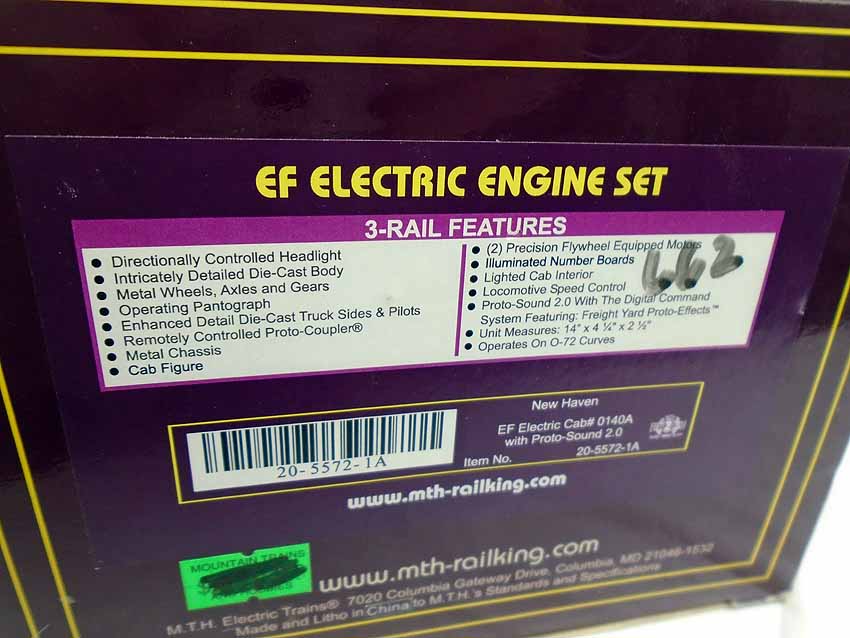 EF ELECTRIC ENGINE SET
3-RAIL FEATURES
• Directionally Controlled Headlight
• Intricately Detailed Die-Cast Body
• Metal Wheels, Axles and Gears
• Operating Pantograph
• Enhanced Detail Die-Cast Truck Sides & Pilots
• Remotely Controlled Proto-Coupler®
• Metal Chassis
• Cab Figure
• (2) Precision Flywheel Equipped Motors
• Illuminated Number Boards
• Lighted Cab Interior
• Locomotive Speed Control
• Proto-Sound 2.0 With The Digital Command
System Featuring: Freight Yard Proto-Effects™
• Unit Measures: 14" x 4 ¼" x 2 ½"
• Operates On O-72 Curves
662
20-5572-1A
New Haven
EF Electric Cab# 0140A
with Proto-Sound 2.0
Item No. 20-5572-1A
www.mth-railking.com
MOUNTAIN TRAINS
AND HOBBIES
www.mth-railking.com
M.T.H. Electric Trains® 7020 Columbia Gateway Drive, Columbia, MD 21046-1532
Made and Litho in China to M.T.H.'s Standards and Specifications